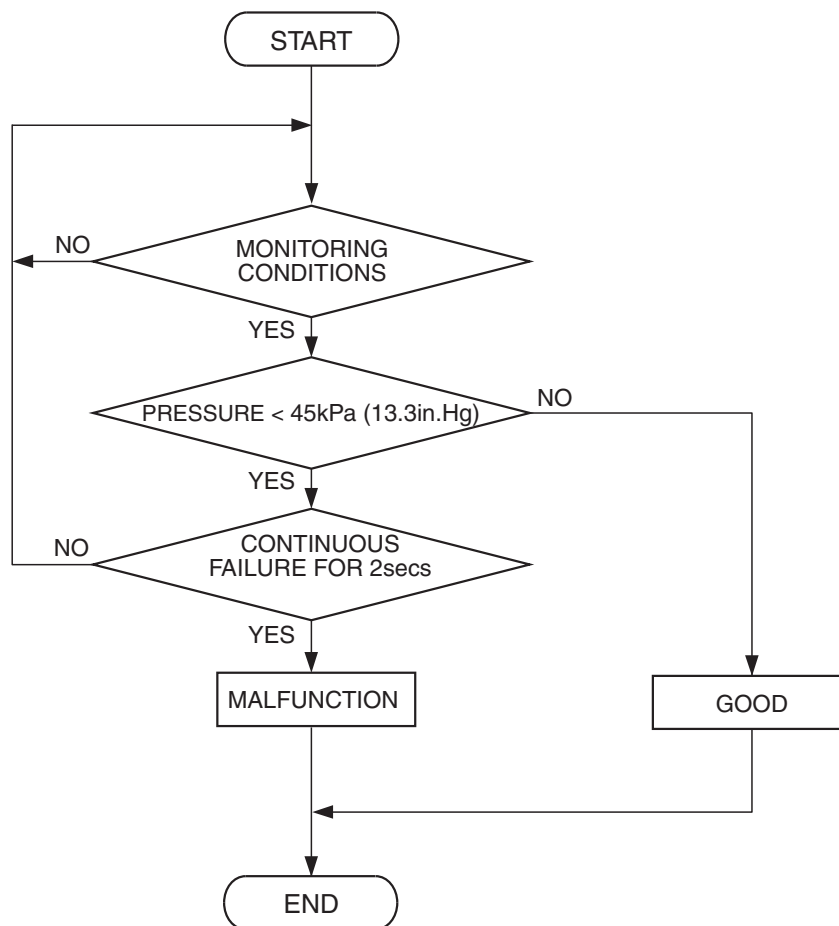 START
NO
MONITORING
CONDITIONS
YES
PRESSURE < 45kPa (13.3in.Hg)
NO
YES
NO
CONTINUOUS
FAILURE FOR 2secs
YES
MALFUNCTION
GOOD
END